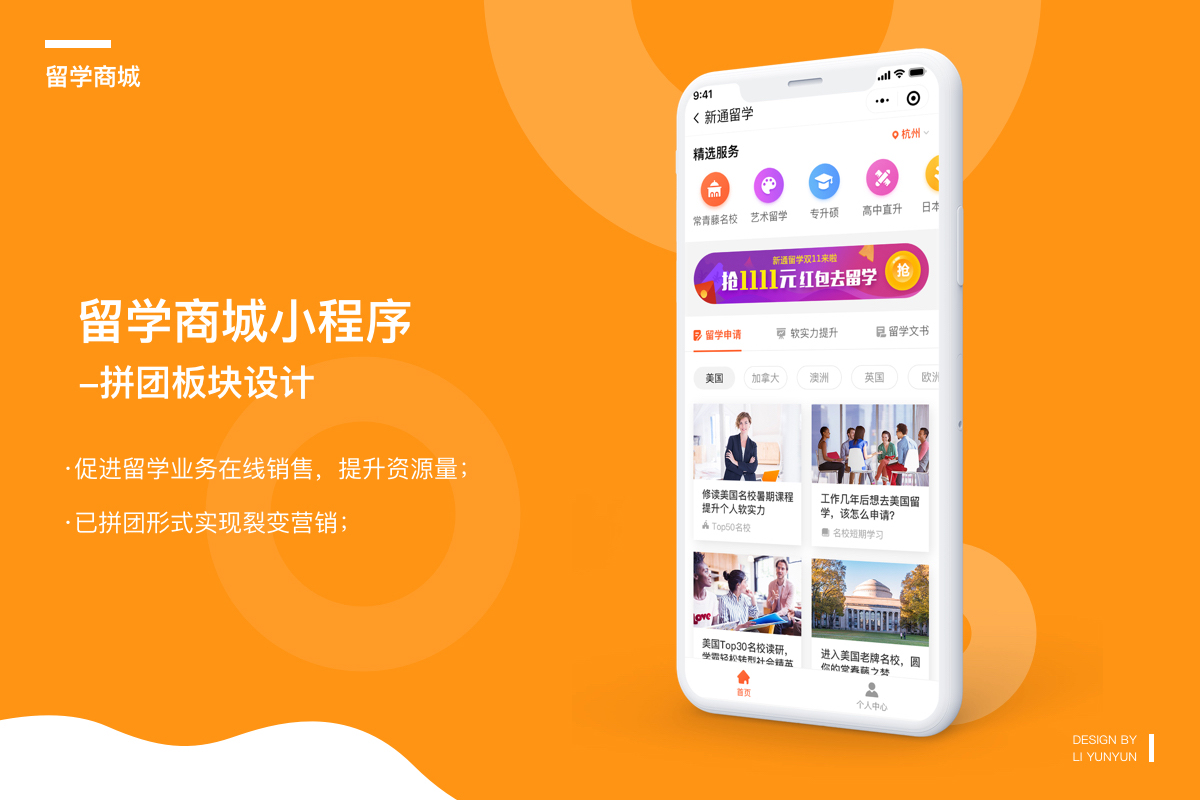 留学商城
留学商城小程序
-拼团板块设计
·促进留学业务在线销售，提升资源量；
·已拼团形式实现裂变营销；
9:41
新通留学
杭州
精选服务
常青藤名校
艺术留学
专升硕
高中直升
日本
新通留学双11来啦
抢1111元红包去留学
抢
留学申请
软实力提升
留学文书
美国
加拿大
澳洲
英国
欧洲
修读美国名校暑期课程
提升个人软实力
Top50名校
工作几年后想去美国留
学，该怎么申请?
名校短期学习
love
美国Top30名校读研，
学霸轻松转型社会精英
进入美国老牌名校，圆
你的常春藤之梦
首页
个人中心
DESIGN BY
LI YUNYUN